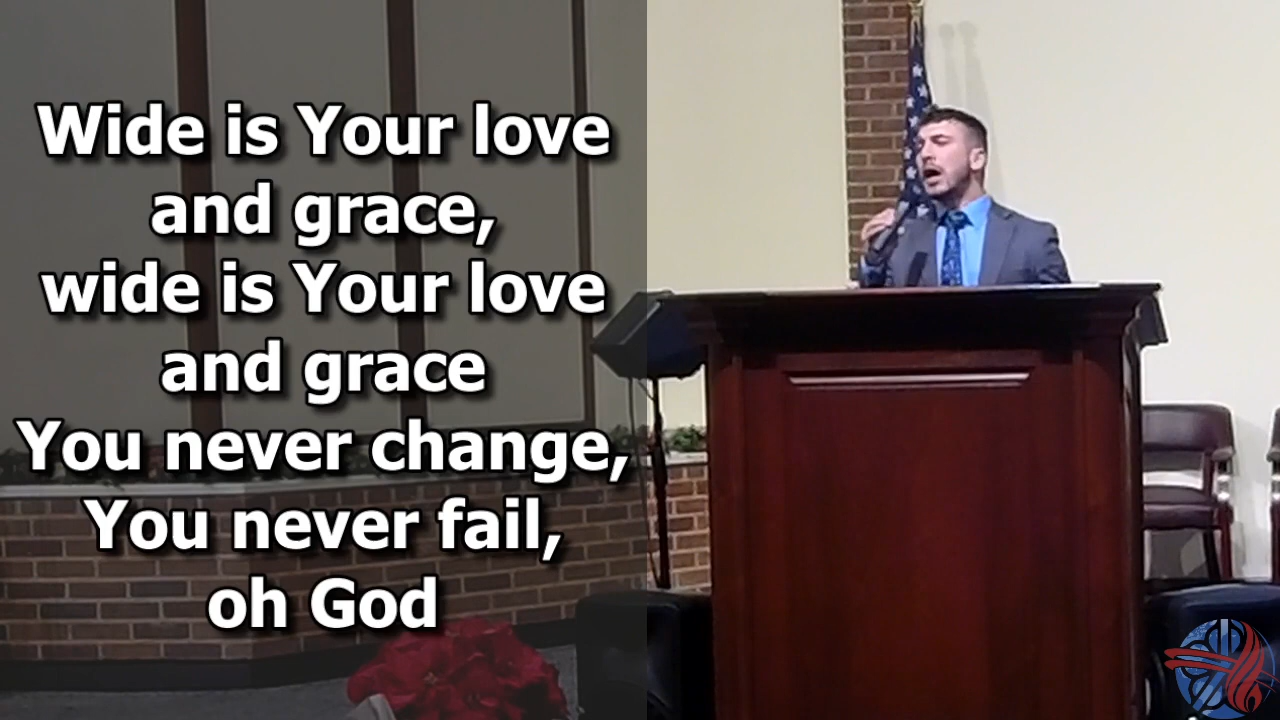 Wide is Your love
and grace,
wide is Your love
and grace
You never change,
You never fail,
oh God